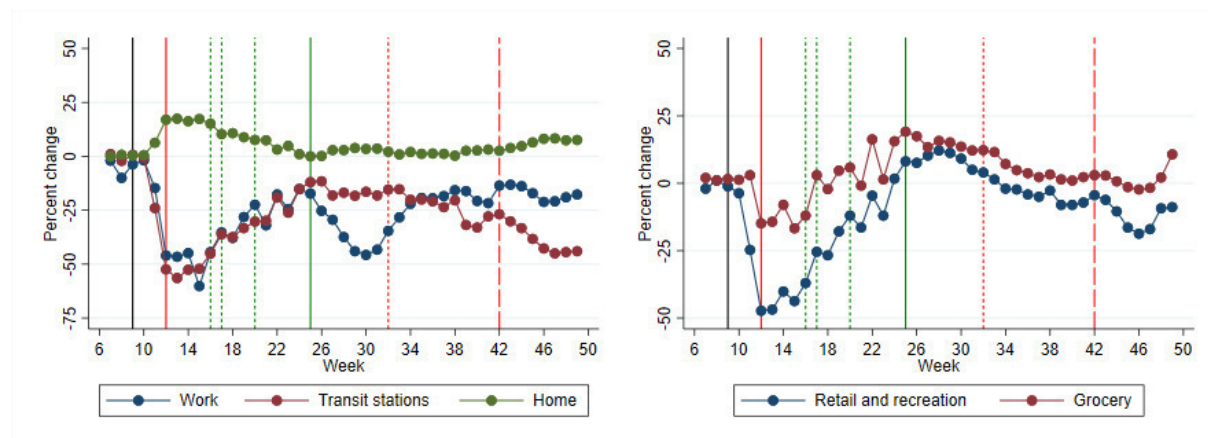 Percent change
50
25
0
-25
-50
-75
6 10 14 18 22 26 30 34 38 42 46 50
Week
Work Transit stations Home
Percent change
50
25
0
-25
-50
6 10 14 18 22 26 30 34 38 42 46 50
Week
Retail and recreation Grocery